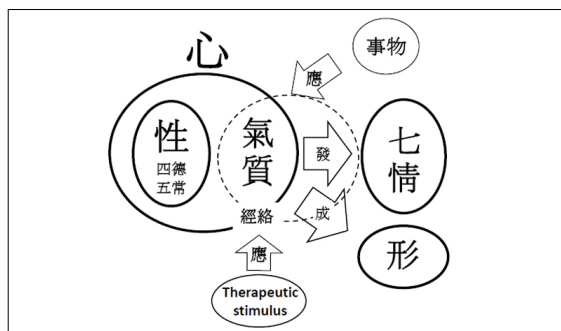 心
事物
應
性
四德
五常
氣
質
發
七
情
經絡
成
應
形
Therapeutic
stimulus